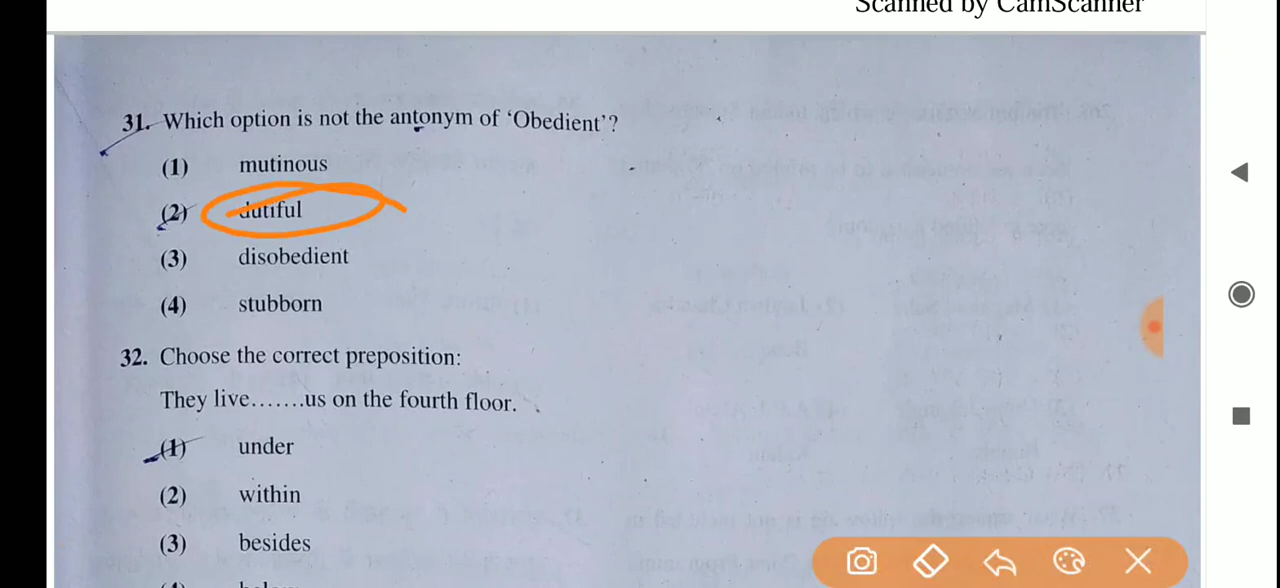 Scanned by CamScanner
31. Which option is not the antonym of ‘Obedient’?
(1) mutinous
(2) dutiful
(3) disobedient
(4) stubborn
32. Choose the correct preposition:
They live.......us on the fourth floor.
(1) under
(2) within
(3) besides